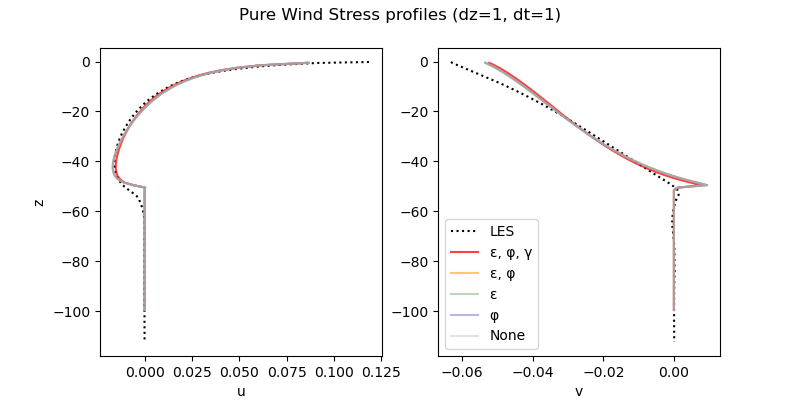 Pure Wind Stress profiles (dz=1, dt=1)
z
0
−20
−40
−60
−80
−100
0.000 0.025 0.050 0.075 0.100 0.125
u
0
−20
−40
−60
−80
−100
LES
ε, φ, γ
ε, φ
ε
φ
None
−0.06 −0.04 −0.02 0.00
v